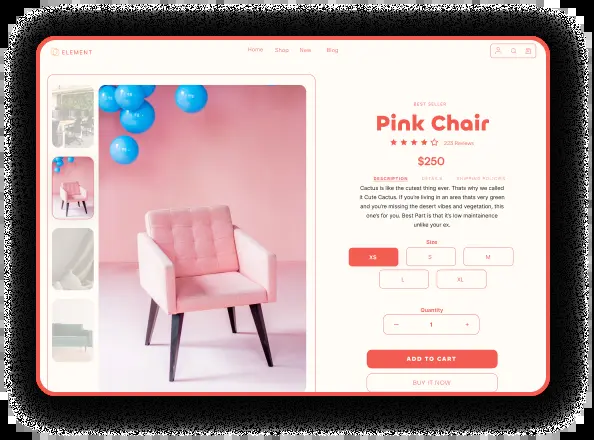 ELEMENT
Home Shop New Blog
BEST SELLER
Pink Chair
223 Reviews
$250
DESCRIPTION DETAILS SHIPPING POLICIES
Cactus is like the cutest thing ever. Thats why we called
it Cute Cactus. If you're living in an area thats very green
and you're missing the desert vibes and vegetation, this
one's for you. Best Part is that it's low maintainence
unlike your ex.
Size
XS S M
L XL
Quantity
− 1 +
ADD TO CART
BUY IT NOW